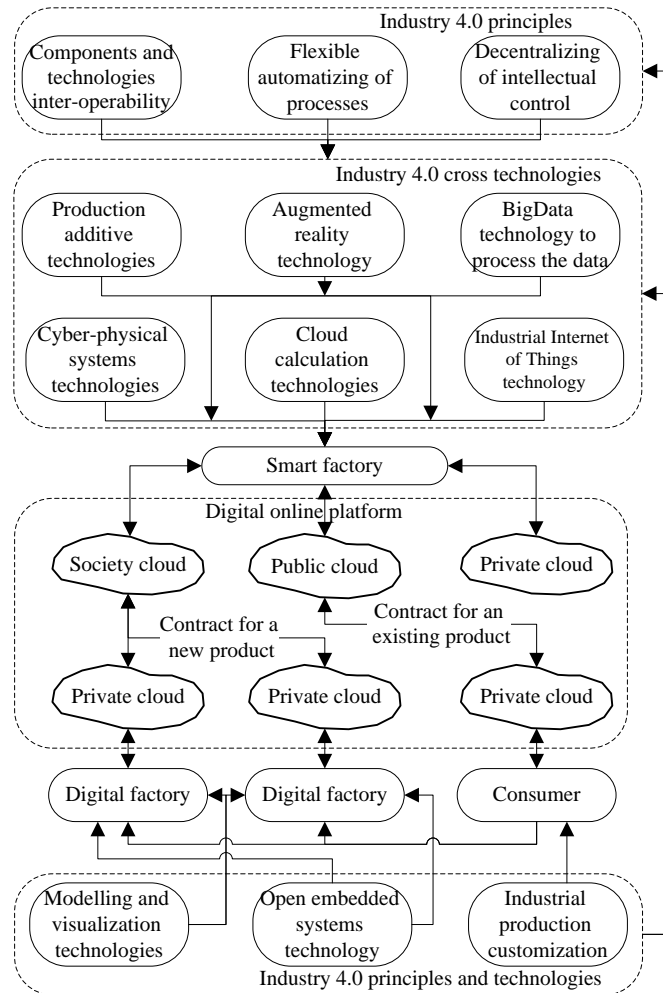 Industry 4.0 principles
Components and
technologies
inter-operability
Flexible
automatizing of
processes
Decentralizing
of intellectual
control
Industry 4.0 cross technologies
Production
additive
technologies
Augmented
reality
technology
BigData
technology to
process the data
Cyber-physical
systems
technologies
Cloud
calculation
technologies
Industrial Internet
of Things
technology
Smart factory
Digital online platform
Society cloud
Public cloud
Private cloud
Contract for a
new product
Contract for an
existing product
Private cloud
Private cloud
Private cloud
Digital factory
Digital factory
Consumer
Modelling and
visualization
technologies
Open embedded
systems
technology
Industrial
production
customization
Industry 4.0 principles and technologies